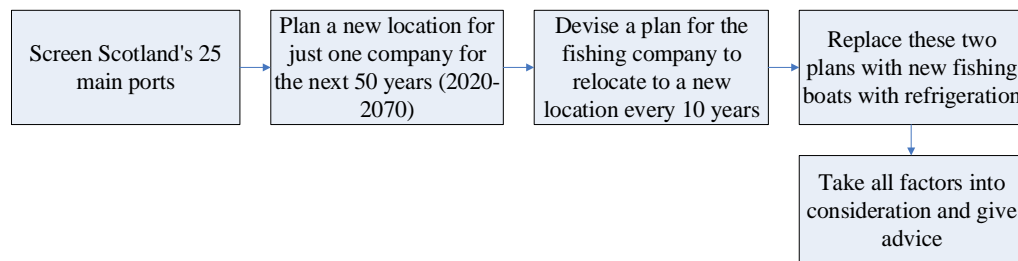 Screen Scotland's 25
main ports
Plan a new location for
just one company for
the next 50 years (2020-
2070)
Devise a plan for the
fishing company to
relocate to a new
location every 10 years
Replace these two
plans with new fishing
boats with refrigeration
Take all factors into
consideration and give
advice